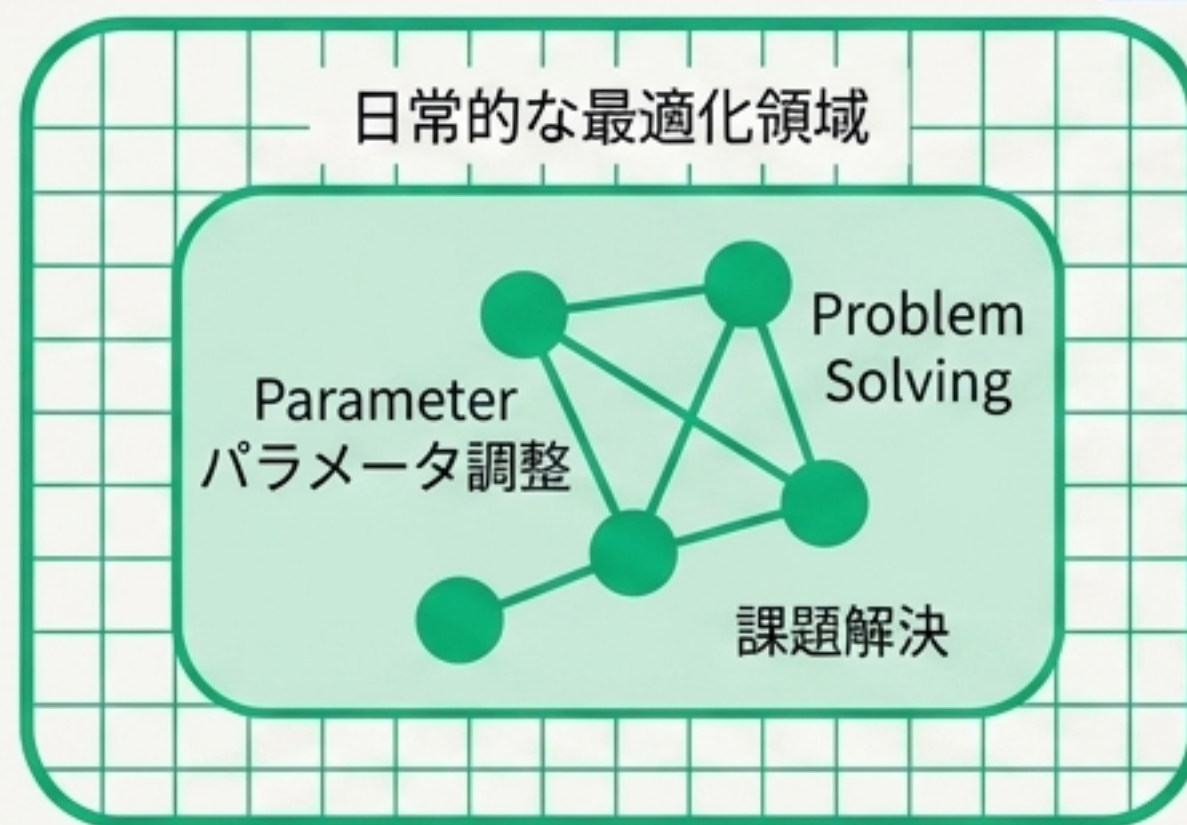 日常的な最適化領域
Problem
Solving
Parameter
パラメータ調整
課題解決